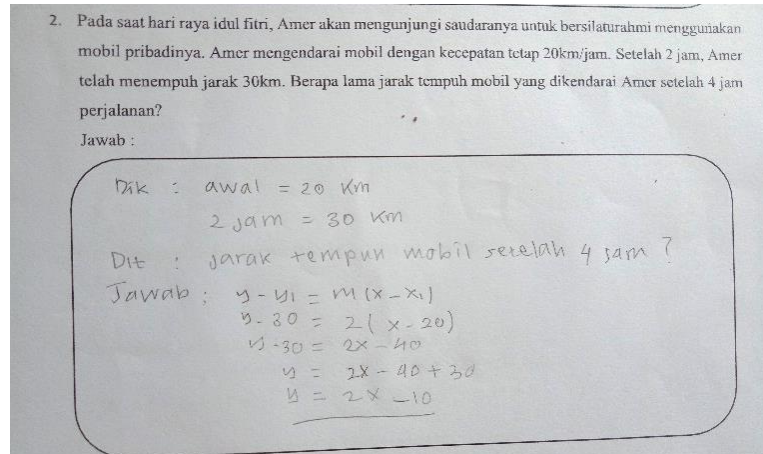 2. Pada saat hari raya idul fitri, Amer akan mengunjungi saudaranya untuk bersilaturahmi menggunakan
mobil pribadinya. Amer mengendarai mobil dengan kecepatan tetap 20km/jam. Setelah 2 jam, Amer
telah menempuh jarak 30km. Berapa lama jarak tempuh mobil yang dikendarai Amer setelah 4 jam
perjalanan?
Jawab :
Dik : awal = 20 Km
2 jam = 30 Km
Dit : jarak tempuh mobil setelah 4 jam ?
Jawab : y - y₁ = m (x - x₁)
y - 30 = 2 ( x - 20)
y - 30 = 2x - 40
y = 2x - 40 + 30
y = 2x - 10